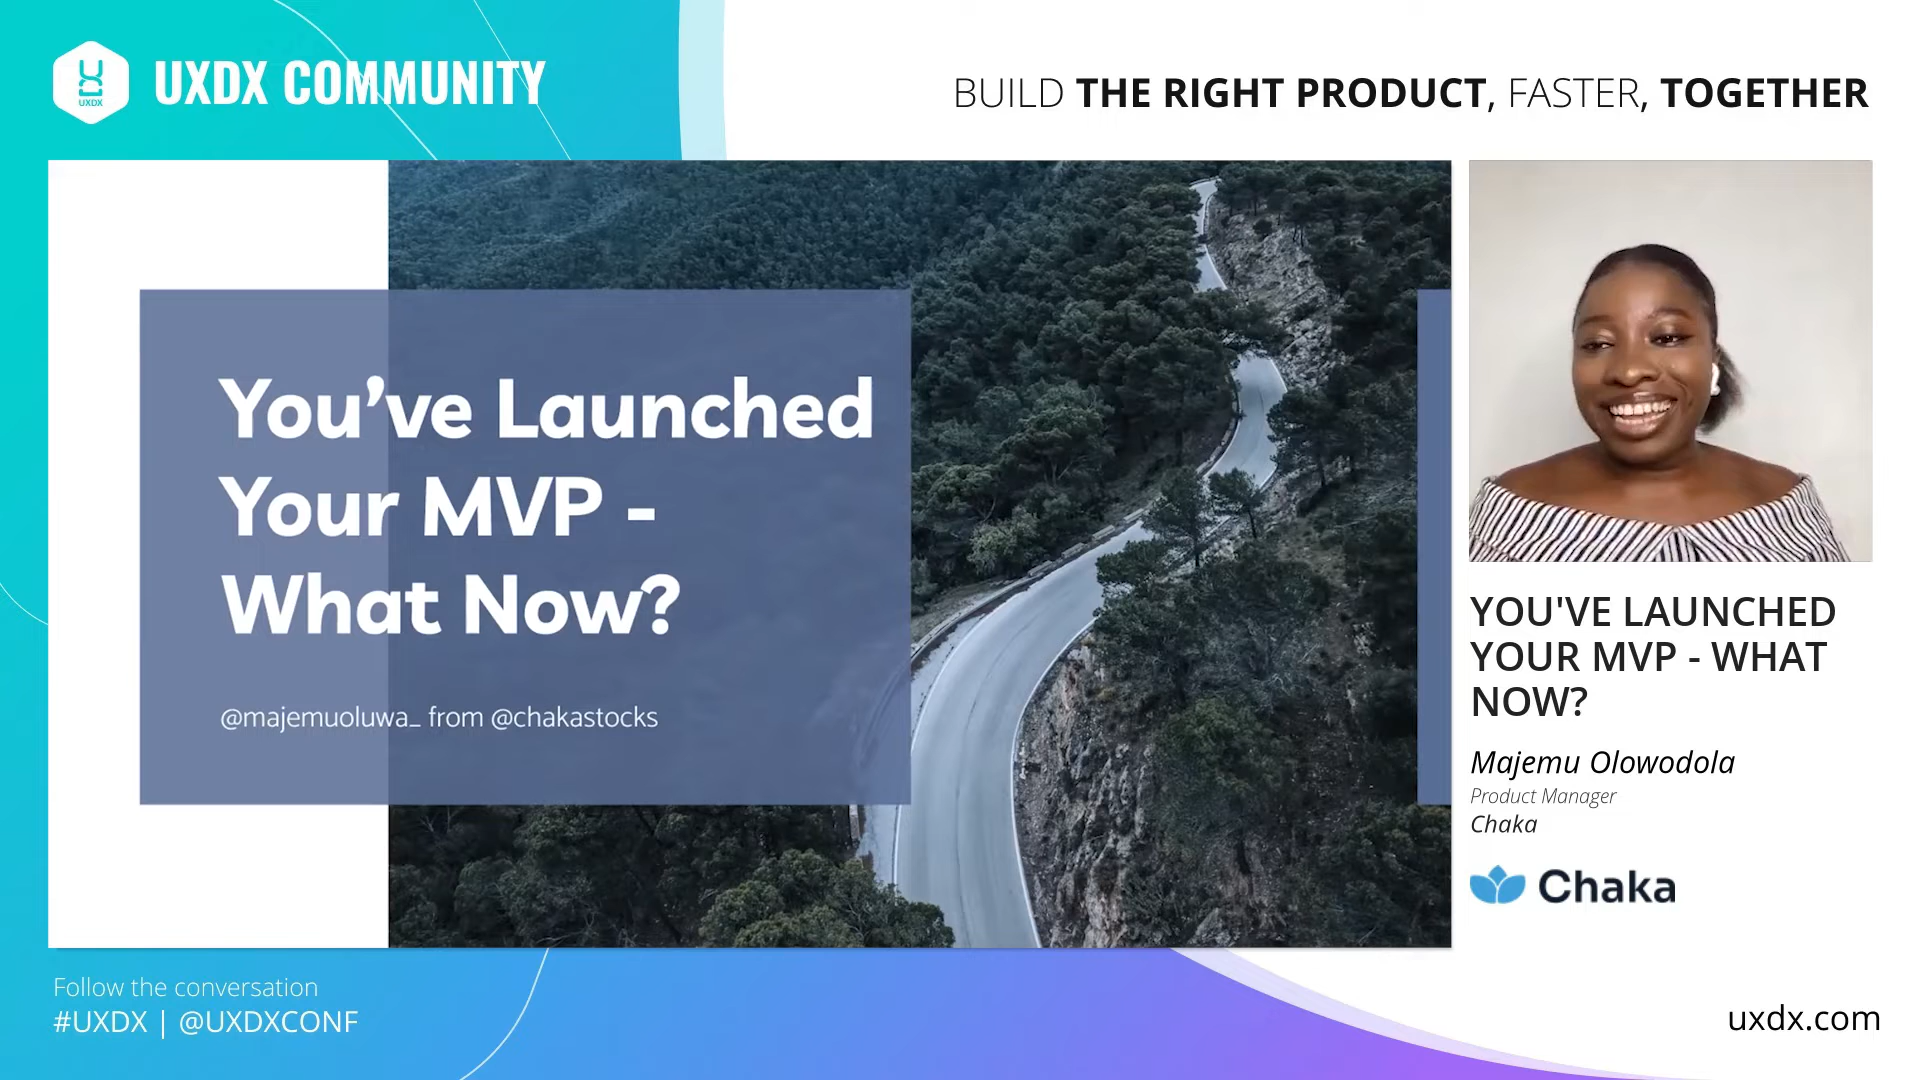 UXDX
UXDX COMMUNITY
BUILD THE RIGHT PRODUCT, FASTER, TOGETHER
You’ve Launched
Your MVP -
What Now?
@majemuoluwa_ from @chakastocks
YOU'VE LAUNCHED
YOUR MVP - WHAT
NOW?
Majemu Olowodola
Product Manager
Chaka
Chaka
Follow the conversation
#UXDX | @UXDXCONF
uxdx.com